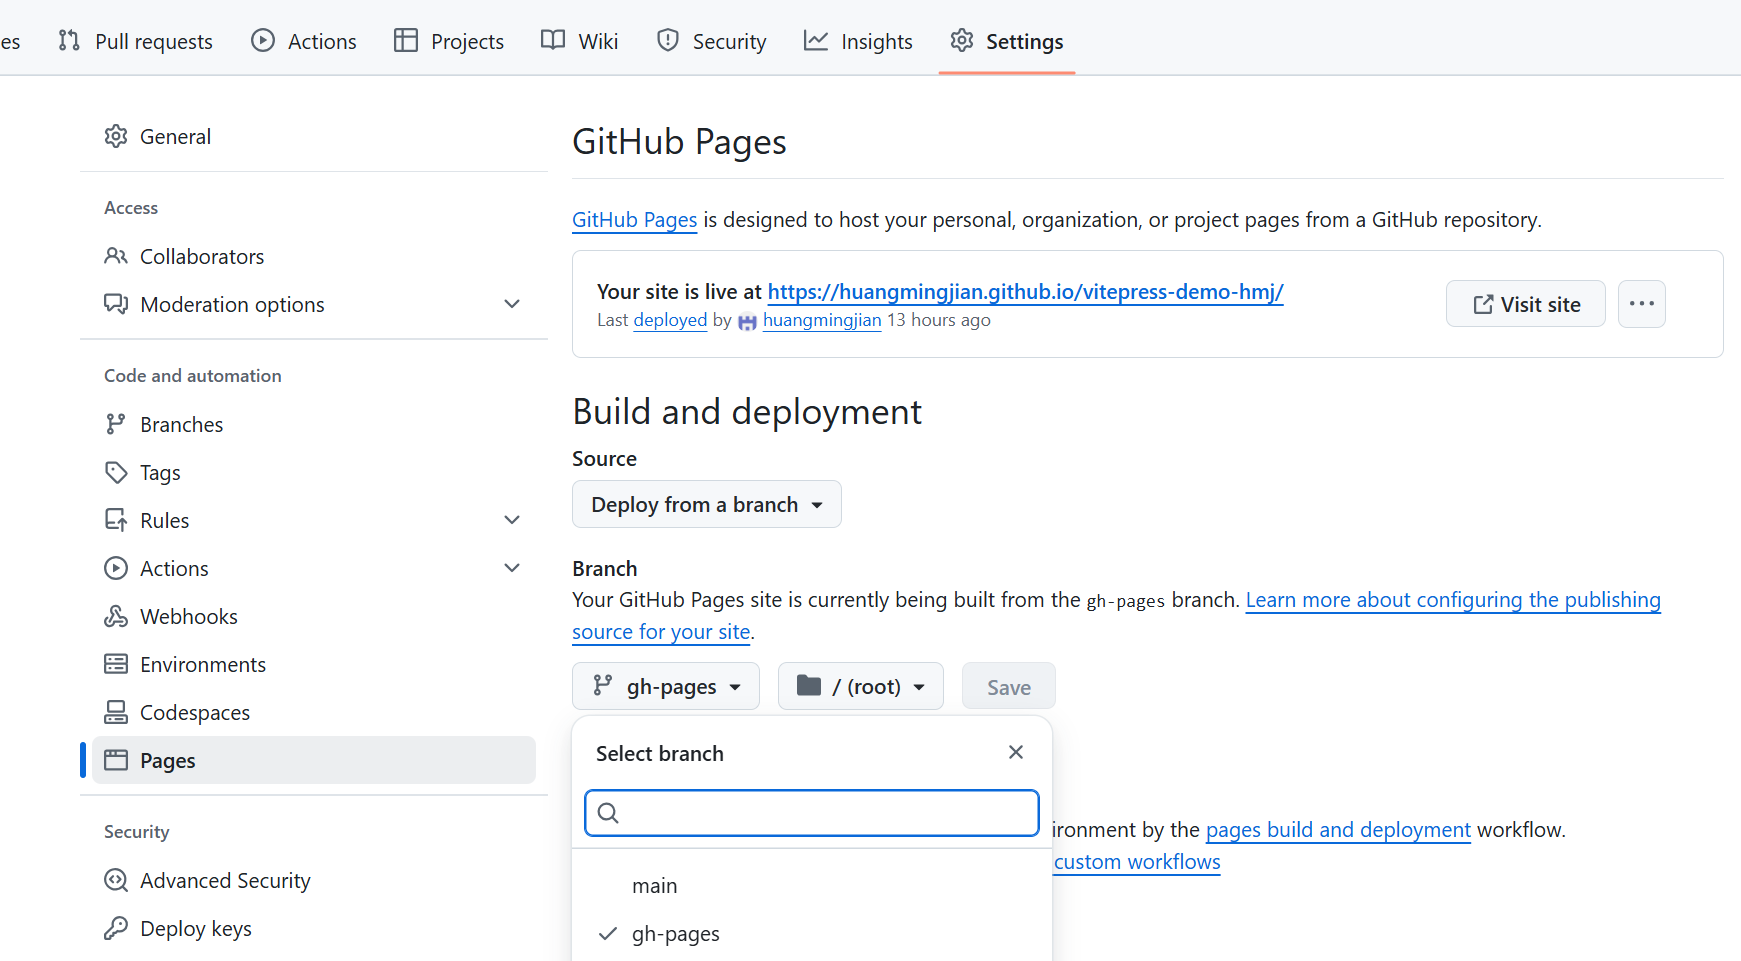 es Pull requests Actions Projects Wiki Security Insights Settings
General
Access
Collaborators
Moderation options
Code and automation
Branches
Tags
Rules
Actions
Webhooks
Environments
Codespaces
Pages
Security
Advanced Security
Deploy keys
GitHub Pages
GitHub Pages is designed to host your personal, organization, or project pages from a GitHub repository.
Your site is live at https://huangmingjian.github.io/vitepress-demo-hmj/
Last deployed by huangmingjian 13 hours ago
Visit site
Build and deployment
Source
Deploy from a branch
Branch
Your GitHub Pages site is currently being built from the gh-pages branch. Learn more about configuring the publishing
source for your site.
gh-pages / (root) Save
Select branch
ironment by the pages build and deployment workflow.
custom workflows
main
gh-pages